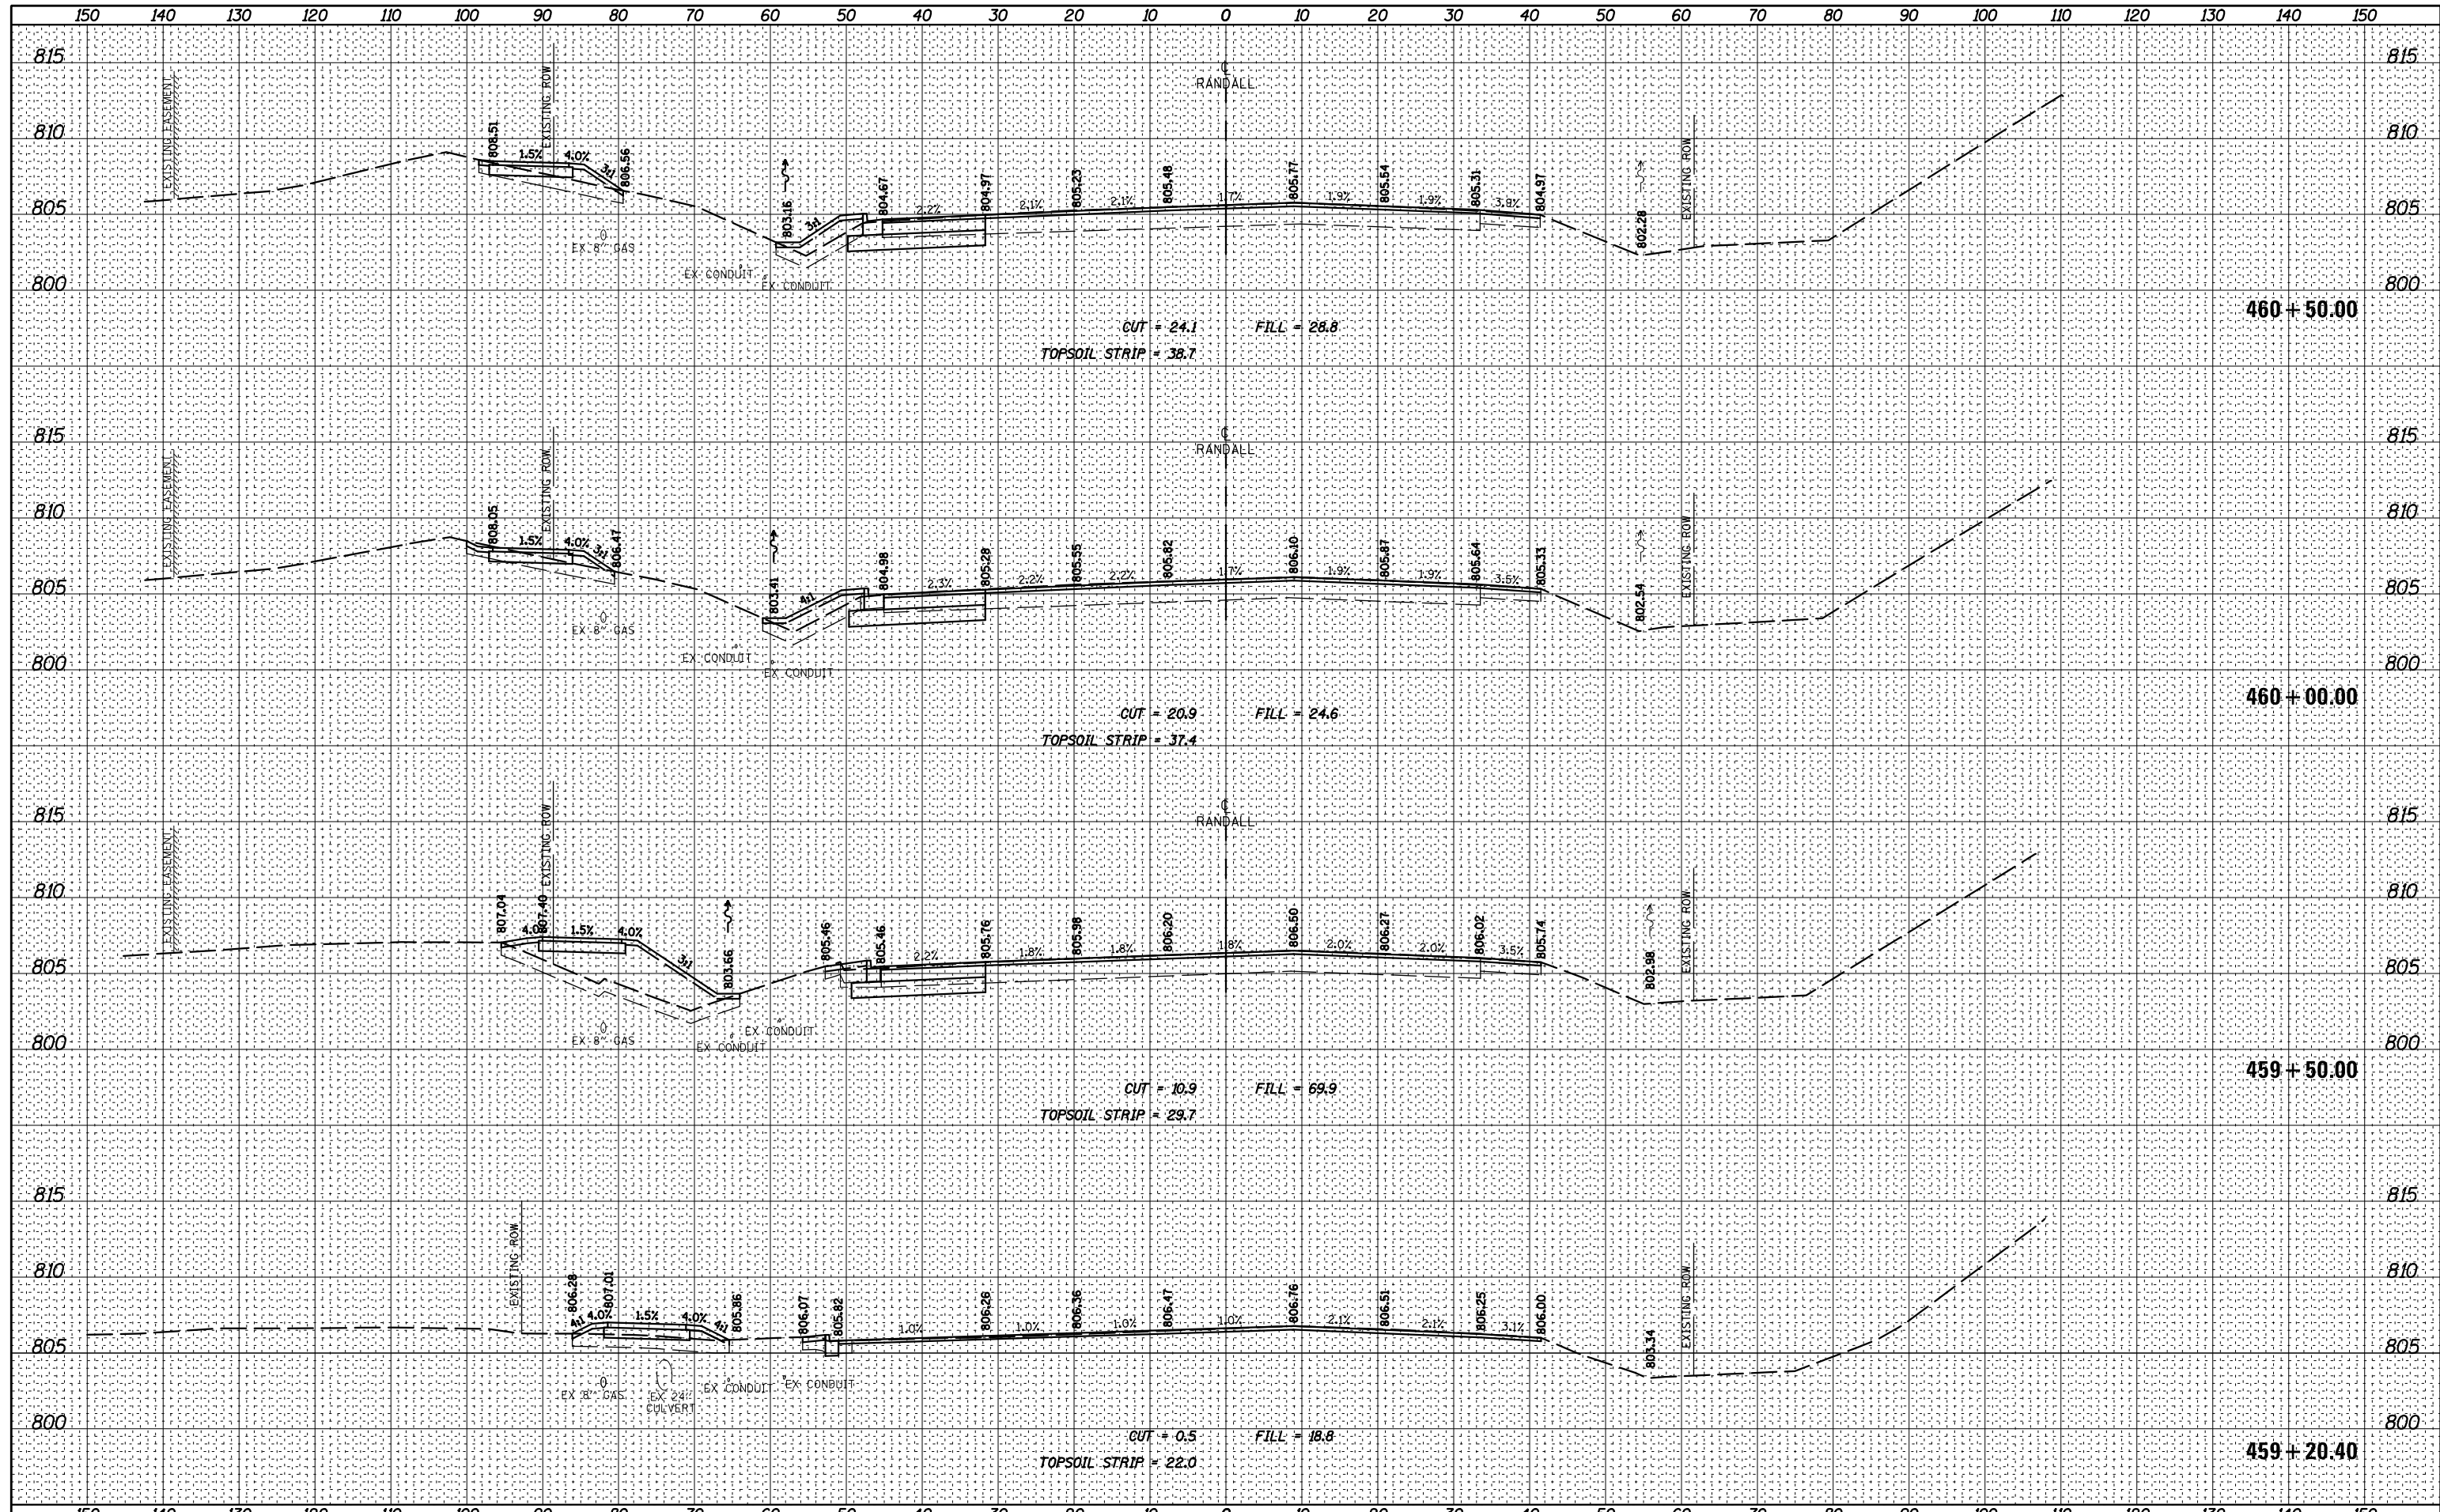 150 140 130 120 110 100 90 80 70 60 50 40 30 20 10 0 10 20 30 40 50 60 70 80 90 100 110 120 130 140 150
815 815
℄
RANDALL
EXISTING EASEMENT
EXISTING ROW
EXISTING ROW
810 810
808.51 1.5% 4.0% 3:1 806.56
803.16 3:1 804.67 2.2% 804.97 2.1% 805.23 2.1% 805.48 1.7% 805.77 1.9% 805.54 1.9% 805.31 3.9% 804.97 802.28
805 805
EX 8" GAS
EX CONDUIT
EX CONDUIT
800 800
460 + 50.00
CUT = 24.1 FILL = 28.8
TOPSOIL STRIP = 38.7
815 815
℄
RANDALL
EXISTING EASEMENT
EXISTING ROW
EXISTING ROW
810 810
808.05 1.5% 4.0% 3:1 806.47
803.41 4:1 804.98 2.3% 805.28 2.2% 805.55 2.2% 805.82 1.7% 806.10 1.9% 805.87 1.9% 805.64 3.5% 805.33 802.54
805 805
EX 8" GAS
EX CONDUIT
EX CONDUIT
800 800
460 + 00.00
CUT = 20.9 FILL = 24.6
TOPSOIL STRIP = 37.4
815 815
℄
RANDALL
EXISTING EASEMENT
EXISTING ROW
EXISTING ROW
810 810
807.04 4.0% 807.40 1.5% 4.0% 3:1 803.66
805.46 805.46 2.2% 805.76 1.8% 805.98 1.8% 806.20 1.8% 806.50 2.0% 806.27 2.0% 806.02 3.5% 805.74 802.98
805 805
EX 8" GAS
EX CONDUIT
EX CONDUIT
800 800
459 + 50.00
CUT = 10.9 FILL = 69.9
TOPSOIL STRIP = 29.7
815 815
EXISTING ROW
EXISTING ROW
810 810
806.28 4:1 4.0% 807.01 1.5% 4.0% 4:1 805.86
806.07 805.82 1.0% 806.26 1.0% 806.36 1.0% 806.47 1.0% 806.76 2.1% 806.51 2.1% 806.25 3.1% 806.00 803.34
805 805
EX 8" GAS
EX 24"
CULVERT
EX CONDUIT
EX CONDUIT
800 800
CUT = 0.5 FILL = 18.8
459 + 20.40
TOPSOIL STRIP = 22.0